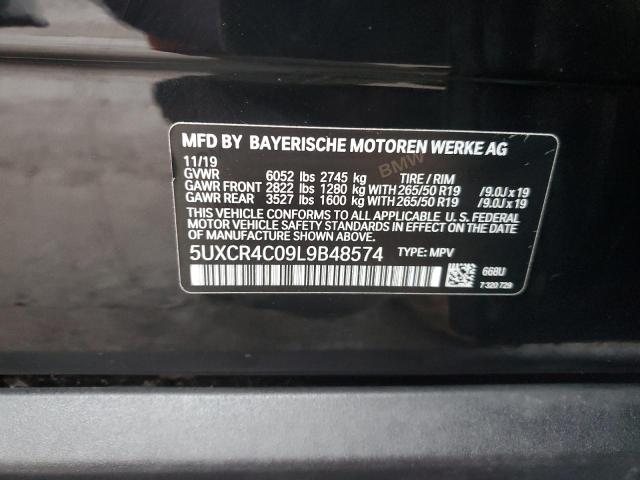 MFD BY BAYERISCHE MOTOREN WERKE AG
11/19 BMW
GVWR 6052 lbs 2745 kg TIRE / RIM
GAWR FRONT 2822 lbs 1280 kg WITH 265/50 R19 /9.0J x 19
GAWR REAR 3527 lbs 1600 kg WITH 265/50 R19 /9.0J x 19
THIS VEHICLE CONFORMS TO ALL APPLICABLE U.S. FEDERAL
MOTOR VEHICLE SAFETY STANDARDS IN EFFECT ON THE DATE
OF MANUFACTURE SHOWN ABOVE.
5UXCR4C09L9B48574 TYPE: MPV
668U
7 320 729